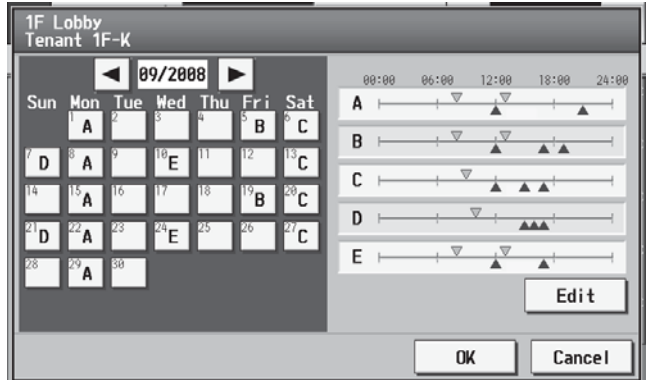 1F Lobby
Tenant 1F-K
09/2008
Sun Mon Tue Wed Thu Fri Sat
1 A 2 3 4 5 B 6 C
7 D 8 A 9 10 E 11 12 13 C
14 15 A 16 17 18 19 B 20 C
21 D 22 A 23 24 E 25 26 27 C
28 29 A 30
00:00 06:00 12:00 18:00 24:00
A
B
C
D
E
Edit
OK Cancel